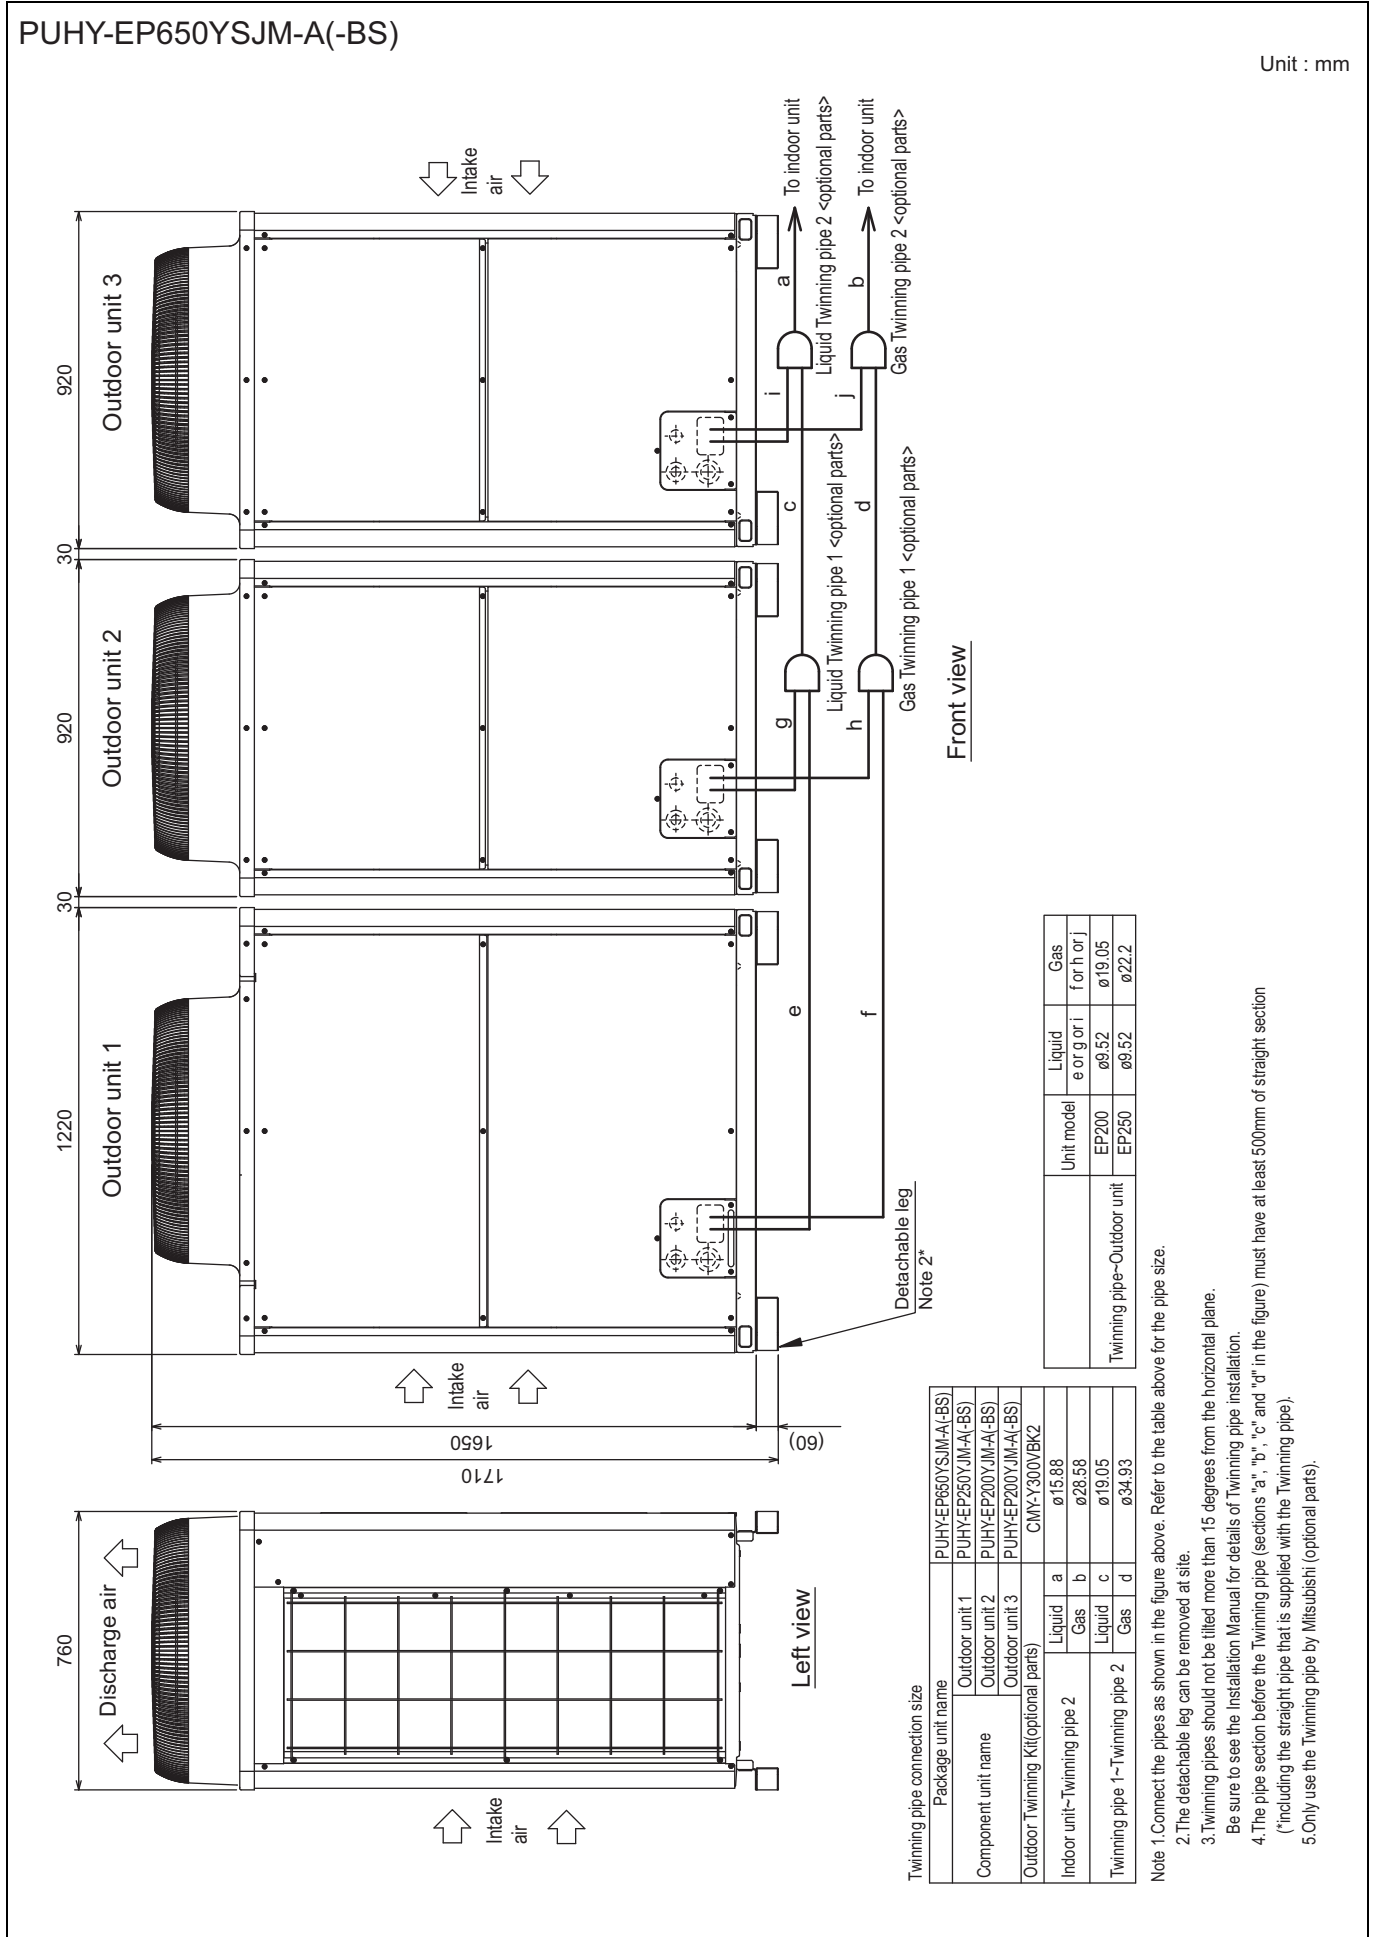 PUHY-EP650YSJM-A(-BS)
Unit : mm
760
Discharge air
Intake
air
Left view
1710
1650
(60)
Intake
air
1220
30
920
30
920
Outdoor unit 1
Outdoor unit 2
Outdoor unit 3
Intake
air
Detachable leg
Note 2*
e
f
g
h
Liquid Twinning pipe 1 <optional parts>
Gas Twinning pipe 1 <optional parts>
c
d
i
j
Liquid Twinning pipe 2 <optional parts>
Gas Twinning pipe 2 <optional parts>
a
b
To indoor unit
To indoor unit
Front view
Twinning pipe connection size
Package unit name PUHY-EP650YSJM-A(-BS)
Component unit name Outdoor unit 1 PUHY-EP250YJM-A(-BS)
Outdoor unit 2 PUHY-EP200YJM-A(-BS)
Outdoor unit 3 PUHY-EP200YJM-A(-BS)
Outdoor Twinning Kit(optional parts) CMY-Y300VBK2
Indoor unit~Twinning pipe 2 Liquid a ø15.88
Gas b ø28.58
Twinning pipe 1~Twinning pipe 2 Liquid c ø19.05
Gas d ø34.93
Unit model Liquid Gas
e or g or i f or h or j
Twinning pipe~Outdoor unit EP200 ø9.52 ø19.05
EP250 ø9.52 ø22.2
Note 1.Connect the pipes as shown in the figure above. Refer to the table above for the pipe size.
2.The detachable leg can be removed at site.
3.Twinning pipes should not be tilted more than 15 degrees from the horizontal plane.
Be sure to see the Installation Manual for details of Twinning pipe installation.
4.The pipe section before the Twinning pipe (sections "a", "b", "c" and "d" in the figure) must have at least 500mm of straight section
(*including the straight pipe that is supplied with the Twinning pipe).
5.Only use the Twinning pipe by Mitsubishi (optional parts).